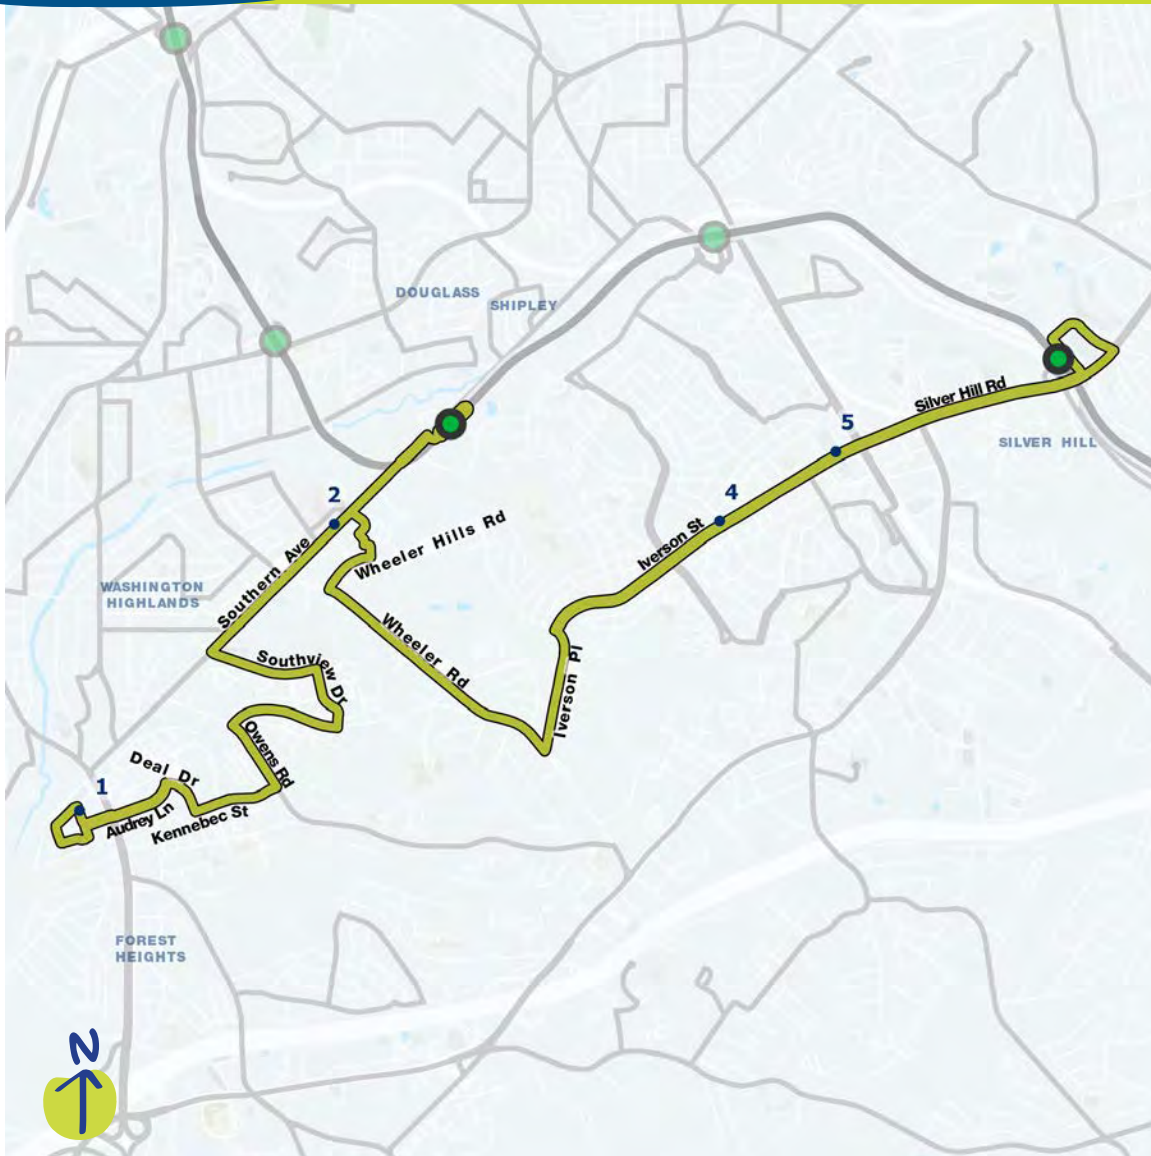 DOUGLASS
SHIPLEY
Silver Hill Rd
5
SILVER HILL
4
2
Iverson St
Wheeler Hills Rd
Southern Ave
WASHINGTON
HIGHLANDS
Wheeler Rd
Southview Dr
Iverson Pl
Owens Rd
Deal Dr
1
Audrey Ln
Kennebec St
FOREST
HEIGHTS
N